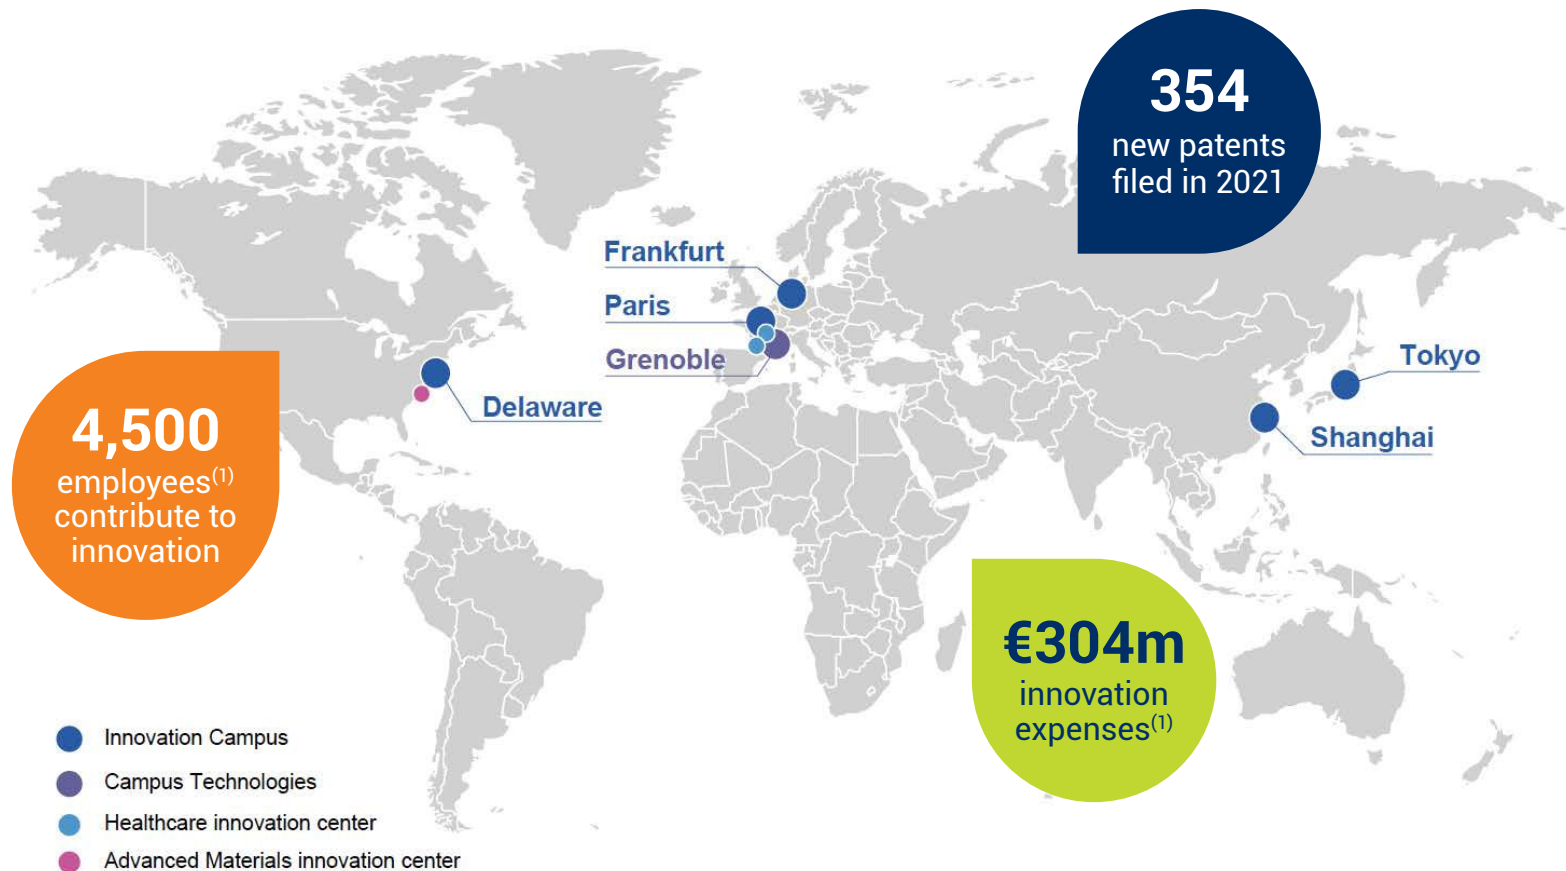 354
new patents
filed in 2021
Frankfurt
Paris
Grenoble
Delaware
Tokyo
Shanghai
4,500
employees(1)
contribute to
innovation
€304m
innovation
expenses(1)
Innovation Campus
Campus Technologies
Healthcare innovation center
Advanced Materials innovation center